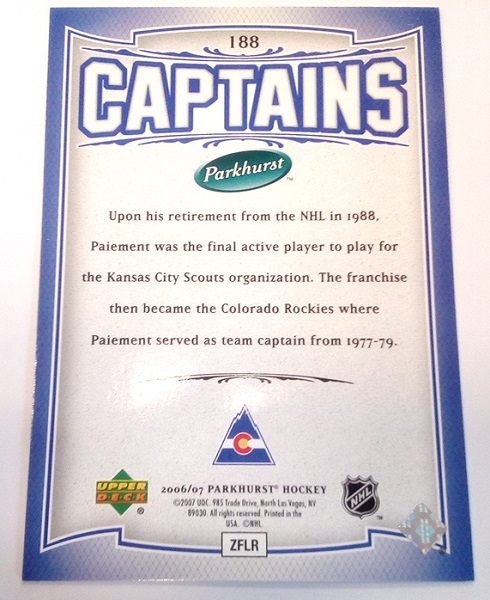 188
CAPTAINS
Parkhurst™
Upon his retirement from the NHL in 1988,
Paiement was the final active player to play for
the Kansas City Scouts organization. The franchise
then became the Colorado Rockies where
Paiement served as team captain from 1977-79.
C
UPPER
DECK®
2006/07 PARKHURST® HOCKEY
©2007 UDC. 985 Trade Drive, North Las Vegas, NV
89030. All rights reserved. Printed in the
USA. ©NHL.
NHL
ZFLR